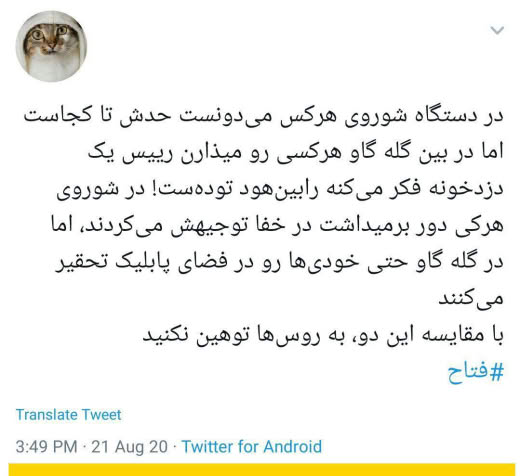 در دستگاه شوروی هرکس می‌دونست حدش تا کجاست
اما در بین گله گاو هرکسی رو میذارن رییس یک
دزدخونه فکر می‌کنه رابین‌هود توده‌ست! در شوروی
هرکی دور برمیداشت در خفا توجیهش می‌کردند، اما
در گله گاو حتی خودی‌ها رو در فضای پابلیک تحقیر
می‌کنند
با مقایسه این دو، به روس‌ها توهین نکنید
#فتاح
Translate Tweet
3:49 PM · 21 Aug 20 · Twitter for Android